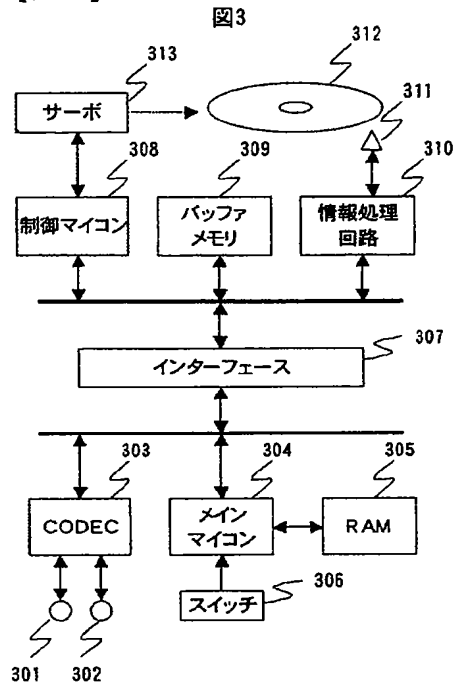 図3
313
312
サーボ
311
308
309
310
制御マイコン
バッファ
メモリ
情報処理
回路
307
インターフェース
303
304
305
CODEC
メイン
マイコン
RAM
306
スイッチ
301
302